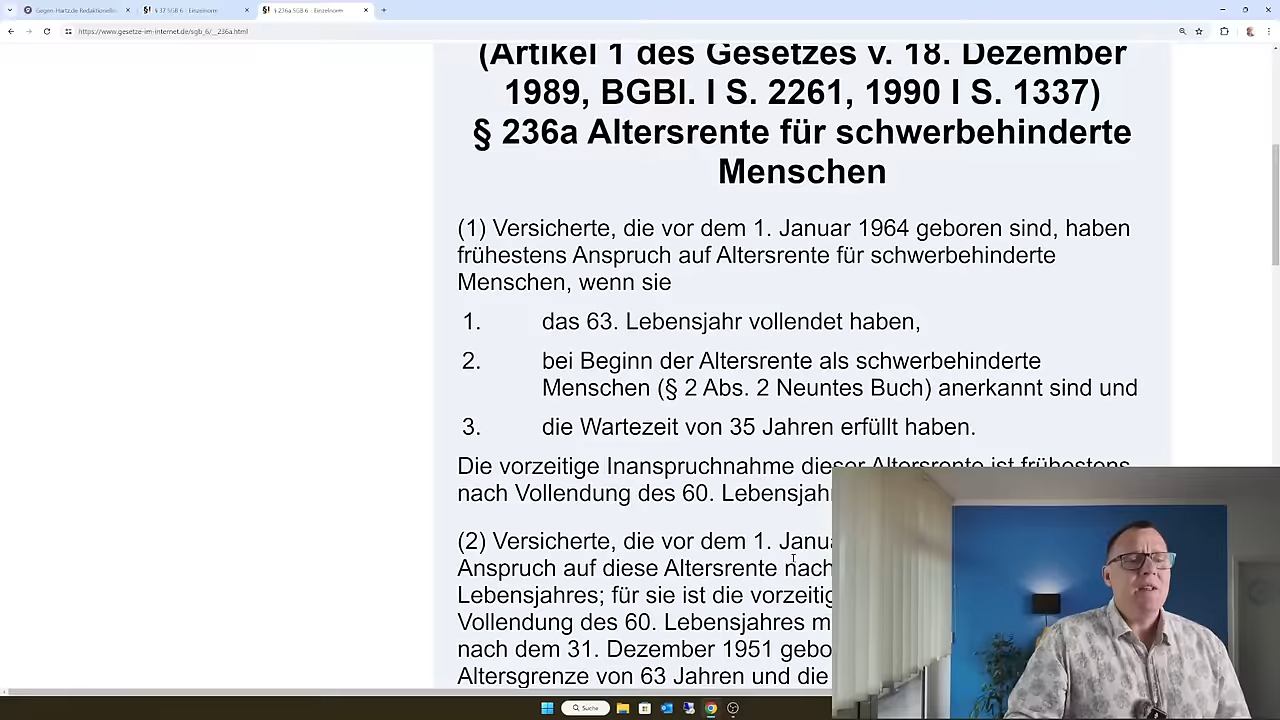 Gegen-Hartz.de Redaktionelle
§ 37 SGB 6 - Einzelnorm
§ 236a SGB 6 - Einzelnorm
https://www.gesetze-im-internet.de/sgb_6/__236a.html
(Artikel 1 des Gesetzes v. 18. Dezember
1989, BGBl. I S. 2261, 1990 I S. 1337)
§ 236a Altersrente für schwerbehinderte
Menschen
(1) Versicherte, die vor dem 1. Januar 1964 geboren sind, haben
frühestens Anspruch auf Altersrente für schwerbehinderte
Menschen, wenn sie
1. das 63. Lebensjahr vollendet haben,
2. bei Beginn der Altersrente als schwerbehinderte
Menschen (§ 2 Abs. 2 Neuntes Buch) anerkannt sind und
3. die Wartezeit von 35 Jahren erfüllt haben.
Die vorzeitige Inanspruchnahme dieser Altersrente ist frühestens
nach Vollendung des 60. Lebensjahr
(2) Versicherte, die vor dem 1. Janua
Anspruch auf diese Altersrente nach
Lebensjahres; für sie ist die vorzeitig
Vollendung des 60. Lebensjahres m
nach dem 31. Dezember 1951 gebo
Altersgrenze von 63 Jahren und die
Suche